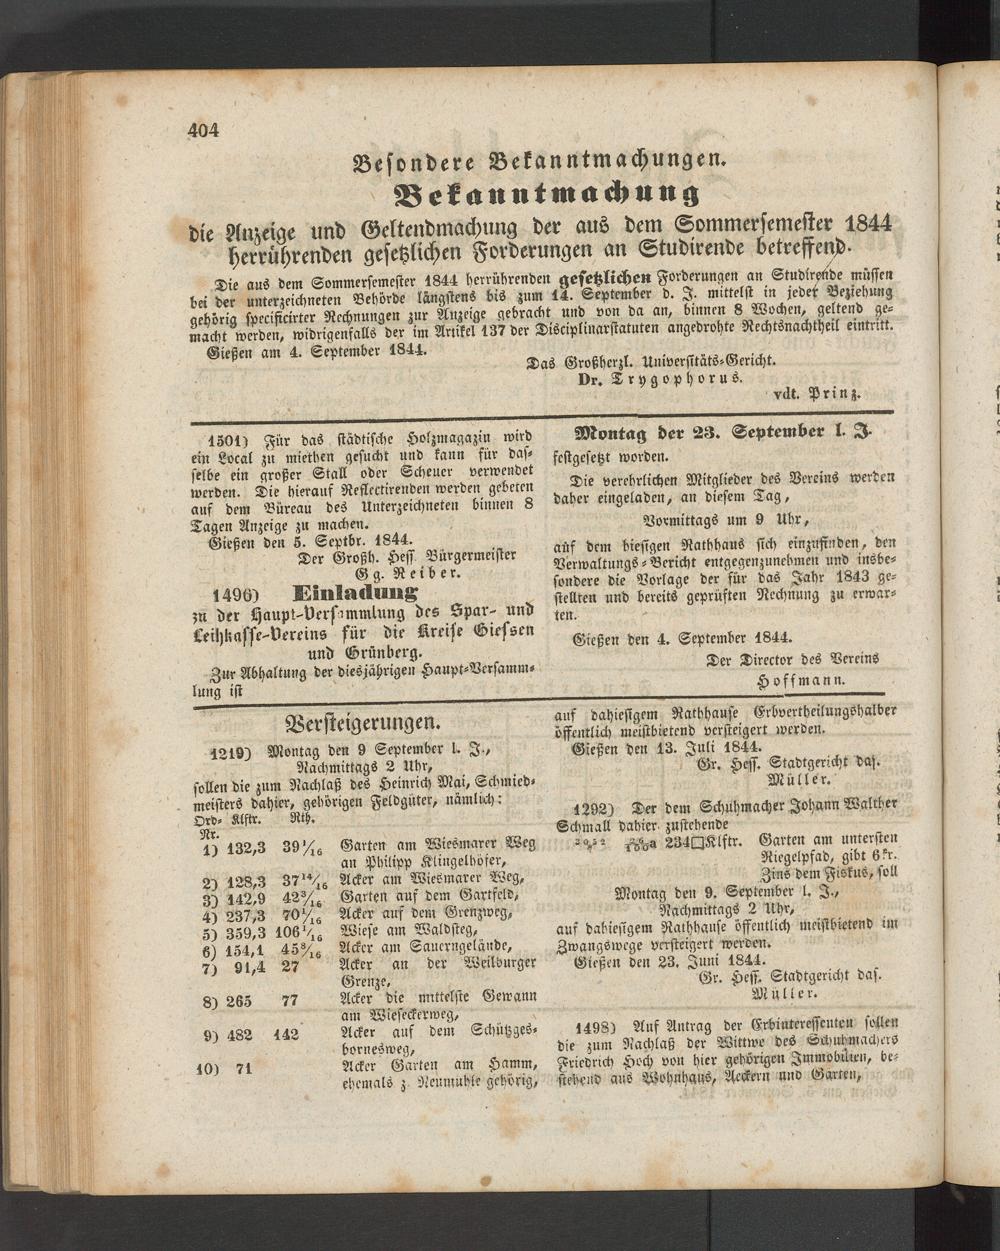 404
Besondere Bekanntmachungen.
Bekanntmachung
die Anzeige und Geltendmachung der aus dem Sommersemester 1844
herrührenden gesetzlichen Forderungen an Studirende betreffend.
Die aus dem Sommersemester 1844 herrührenden gesetzlichen Forderungen an Studirende müssen
bei der unterzeichneten Behörde längstens bis zum 14. September d. J. mittelst in jeder Beziehung
gehörig specificirter Rechnungen zur Anzeige gebracht und von da an, binnen 8 Wochen, geltend ge-
macht werden, widrigenfalls der im Artikel 137 der Disciplinarstatuten angedrohte Rechtsnachtheil eintritt.
Gießen am 4. September 1844.
Das Großherzl. Universitäts-Gericht.
Dr. Trygophorus.
vdt. Prinz.
1501) Für das städtische Holzmagazin wird
ein Local zu miethen gesucht und kann für das-
selbe ein großer Stall oder Scheuer verwendet
werden. Die hierauf Reflectirenden werden gebeten
auf dem Büreau des Unterzeichneten binnen 8
Tagen Anzeige zu machen.
Gießen den 5. Septbr. 1844.
Der Großh. Hess. Bürgermeister
Gg. Reiber.
1496) Einladung
zu der Haupt-Versammlung des Spar- und
Leihkasse-Vereins für die Kreise Giessen
und Grünberg.
Zur Abhaltung der diesjährigen Haupt-Versamm-
lung ist
Montag der 23. September l. J.
festgesetzt worden.
Die verehrlichen Mitglieder des Vereins werden
daher eingeladen, an diesem Tag,
Vormittags um 9 Uhr,
auf dem hiesigen Rathhaus sich einzufinden, den
Verwaltungs-Bericht entgegenzunehmen und insbe-
sondere die Vorlage der für das Jahr 1843 ge-
stellten und bereits geprüften Rechnung zu erwar-
ten.
Gießen den 4. September 1844.
Der Director des Vereins
Hoffmann.
Versteigerungen.
1219) Montag den 9 September l. J.,
Nachmittags 2 Uhr,
sollen die zum Nachlaß des Heinrich Mai, Schmied-
meisters dahier, gehörigen Feldgüter, nämlich:
Ord- Klftr. Rth.
Nr.
1) 132,3 39 1/16 Garten am Wiesmarer Weg
an Philipp Klingelhöfer,
2) 128,3 37 14/16 Acker am Wiesmarer Weg,
3) 142,9 42 3/16 Garten auf dem Gartfeld,
4) 237,3 70 1/16 Acker auf dem Grenzweg,
5) 359,3 106 1/16 Wiese am Waldsteg,
6) 154,1 45 8/16 Acker am Sauerngelände,
7) 91,4 27 Acker an der Weilburger
Grenze,
8) 265 77 Acker die mittelste Gewann
am Wieseckerweg,
9) 482 142 Acker auf dem Schützges-
bornesweg,
10) 71 Acker Garten am Hamm,
ehemals z. Neumühle gehörig,
auf dahiesigem Rathhause Erbvertheilungshalber
öffentlich meistbietend versteigert werden.
Gießen den 13. Juli 1844.
Gr. Hess. Stadtgericht das.
Müller.
1292) Der dem Schuhmacher Johann Walther
Schmall dahier zustehende
234□Klftr. Garten am untersten
Riegelpfad, gibt 6 kr.
Zins dem Fiskus, soll
Montag den 9. September l. J.,
Nachmittags 2 Uhr,
auf dahiesigem Rathhause öffentlich meistbietend im
Zwangswege versteigert werden.
Gießen den 23. Juni 1844.
Gr. Hess. Stadtgericht das.
Müller.
1498) Auf Antrag der Erbinteressenten sollen
die zum Nachlaß der Wittwe des Schuhmachers
Friedrich Hoch von hier gehörigen Immobilien, be-
stehend aus Wohnhaus, Aeckern und Garten,